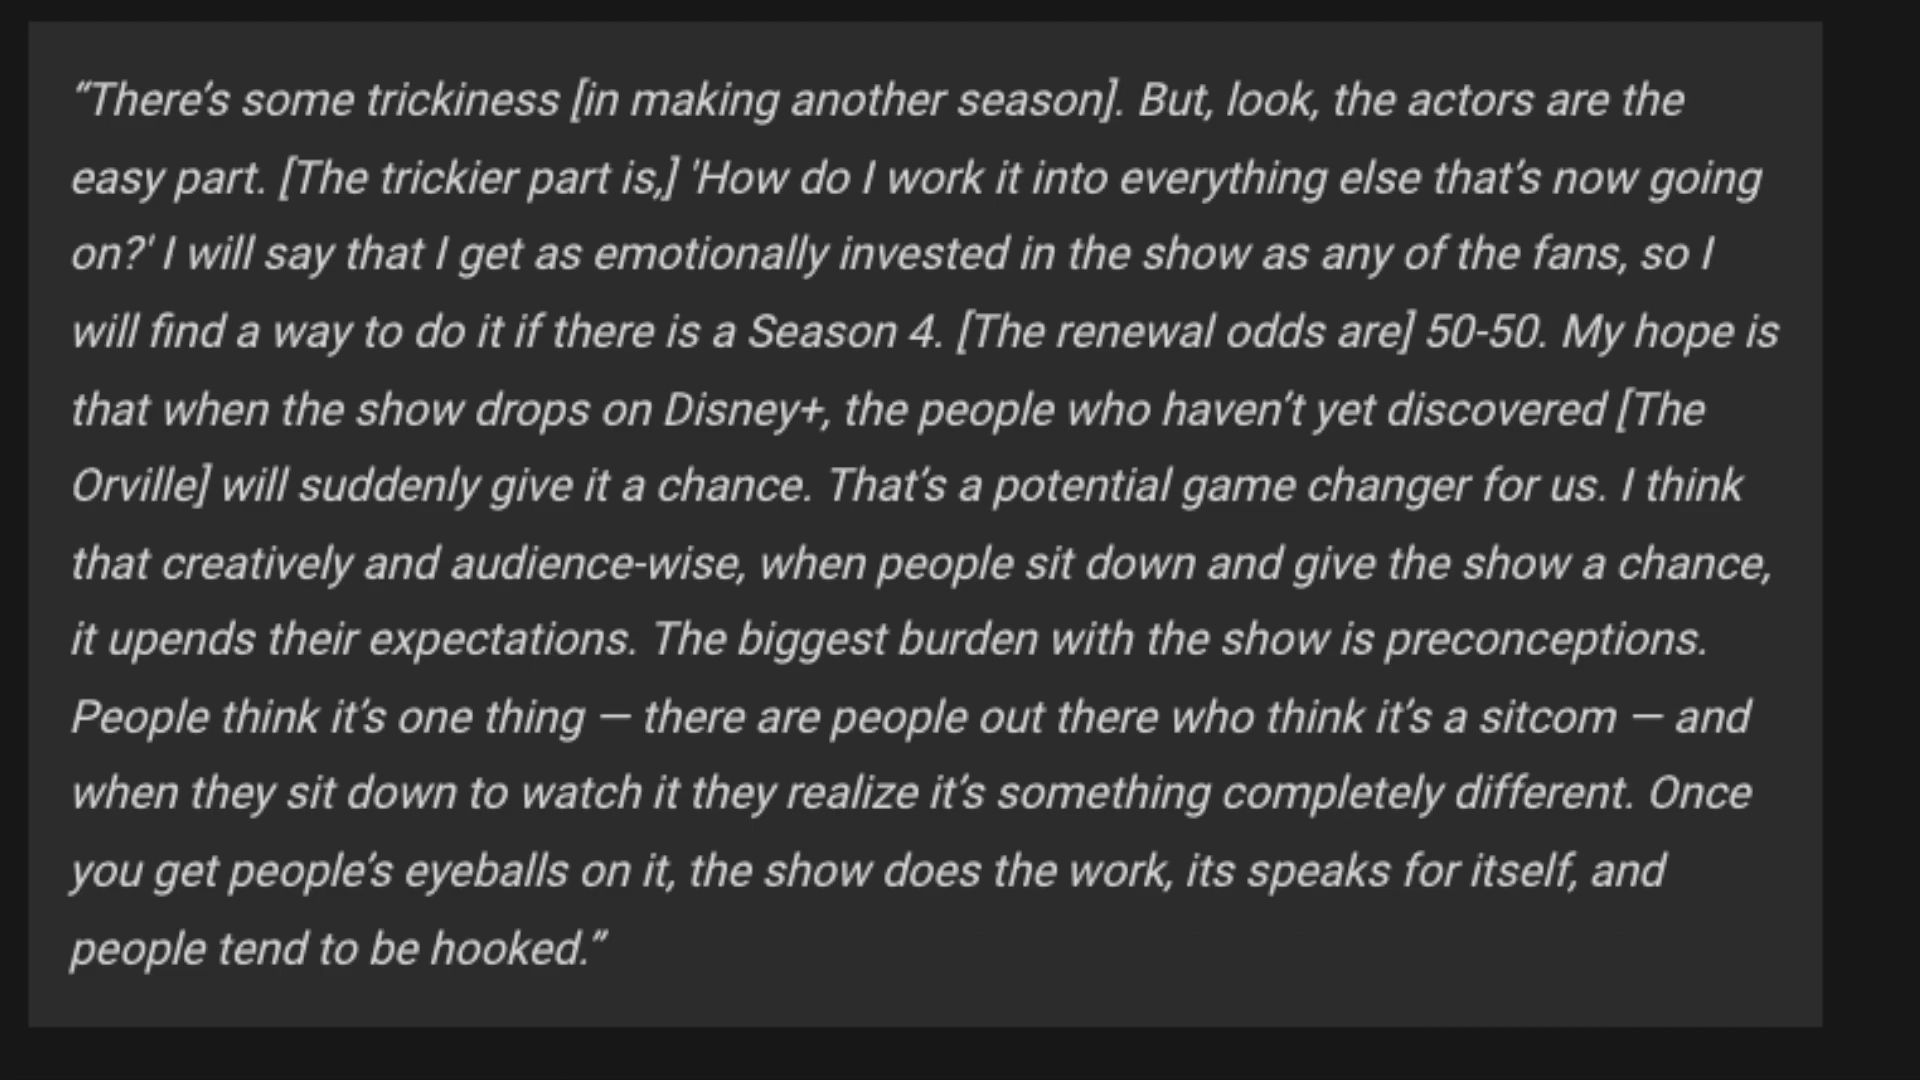 “There’s some trickiness [in making another season]. But, look, the actors are the
easy part. [The trickier part is,] 'How do I work it into everything else that’s now going
on?' I will say that I get as emotionally invested in the show as any of the fans, so I
will find a way to do it if there is a Season 4. [The renewal odds are] 50-50. My hope is
that when the show drops on Disney+, the people who haven’t yet discovered [The
Orville] will suddenly give it a chance. That’s a potential game changer for us. I think
that creatively and audience-wise, when people sit down and give the show a chance,
it upends their expectations. The biggest burden with the show is preconceptions.
People think it’s one thing — there are people out there who think it’s a sitcom — and
when they sit down to watch it they realize it’s something completely different. Once
you get people’s eyeballs on it, the show does the work, its speaks for itself, and
people tend to be hooked.”